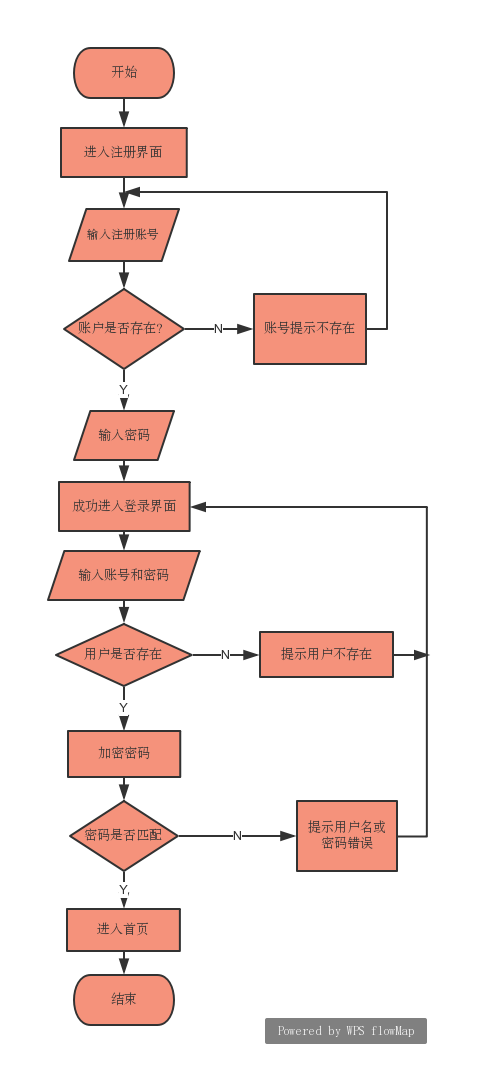 开始
进入注册界面
输入注册账号
账户是否存在?
N
账号提示不存在
Y,
输入密码
成功进入登录界面
输入账号和密码
用户是否存在
N
提示用户不存在
Y,
加密密码
密码是否匹配
N
提示用户名或
密码错误
Y,
进入首页
结束
Powered by WPS flowMap